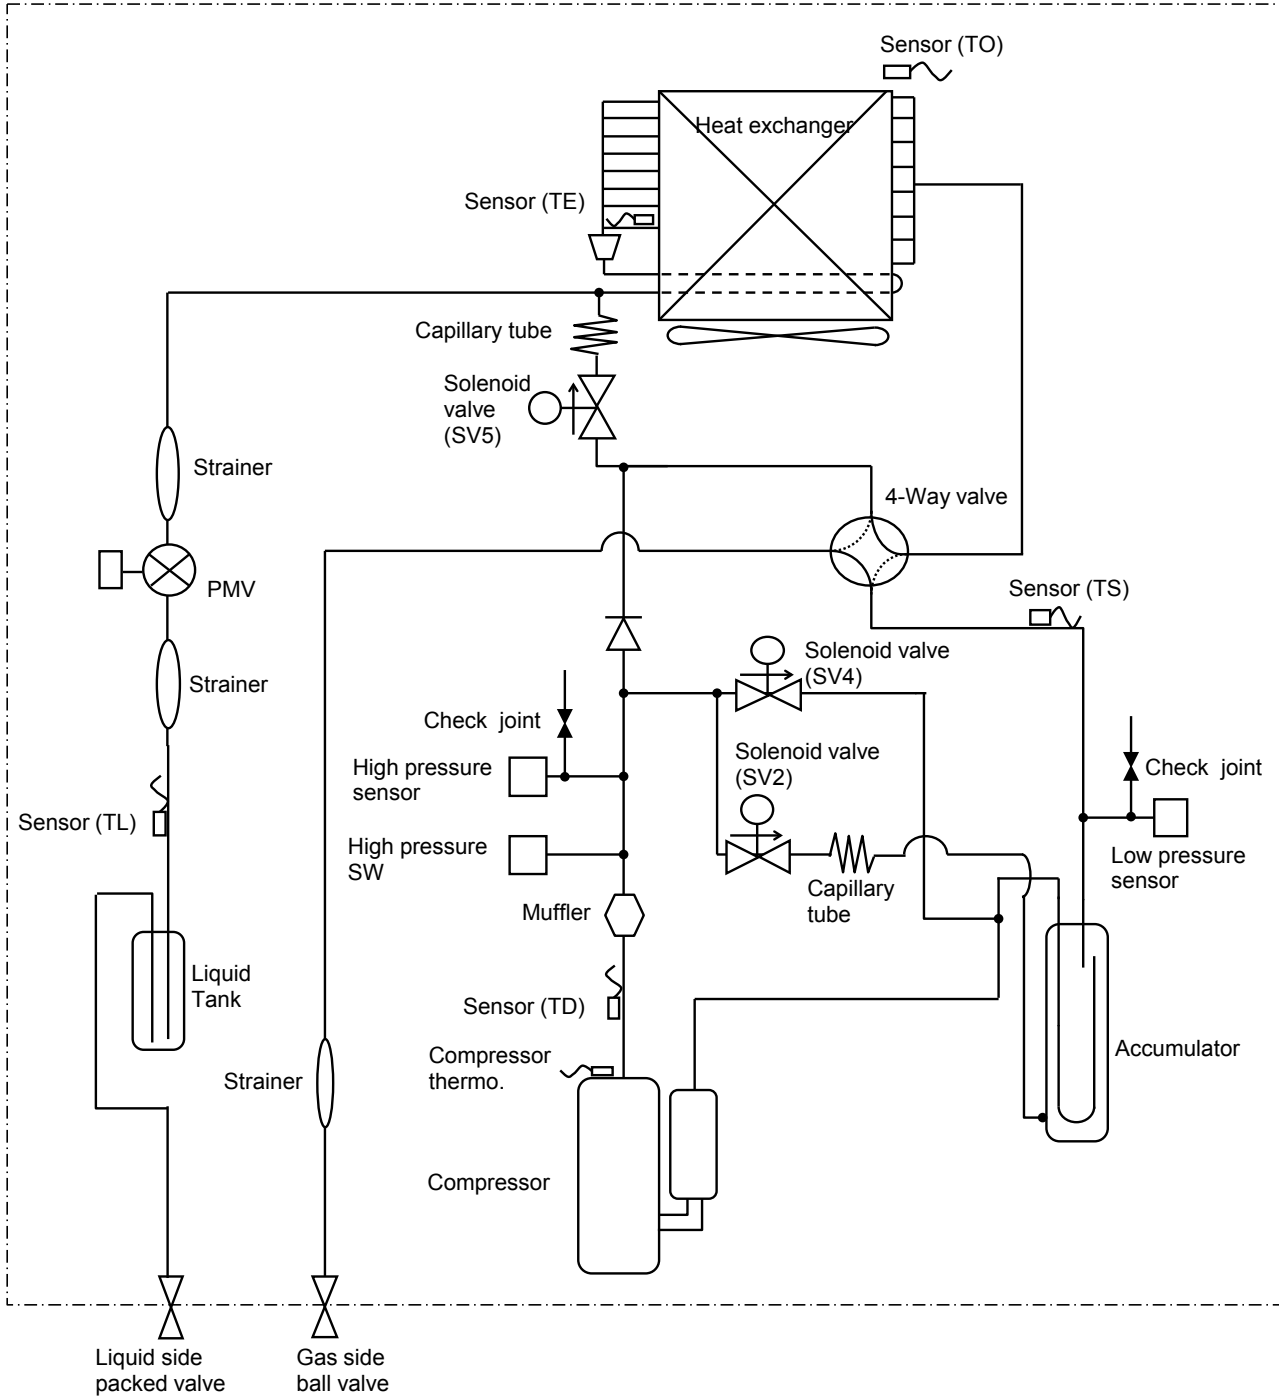 Sensor (TO)
Heat exchanger
Sensor (TE)
Capillary tube
Solenoid
valve
(SV5)
Strainer
4-Way valve
PMV
Sensor (TS)
Strainer
Solenoid valve
(SV4)
Check joint
High pressure
sensor
Solenoid valve
(SV2)
Check joint
Sensor (TL)
High pressure
SW
Low pressure
sensor
Capillary
tube
Muffler
Liquid
Tank
Sensor (TD)
Accumulator
Compressor
thermo.
Strainer
Compressor
Liquid side
packed valve
Gas side
ball valve